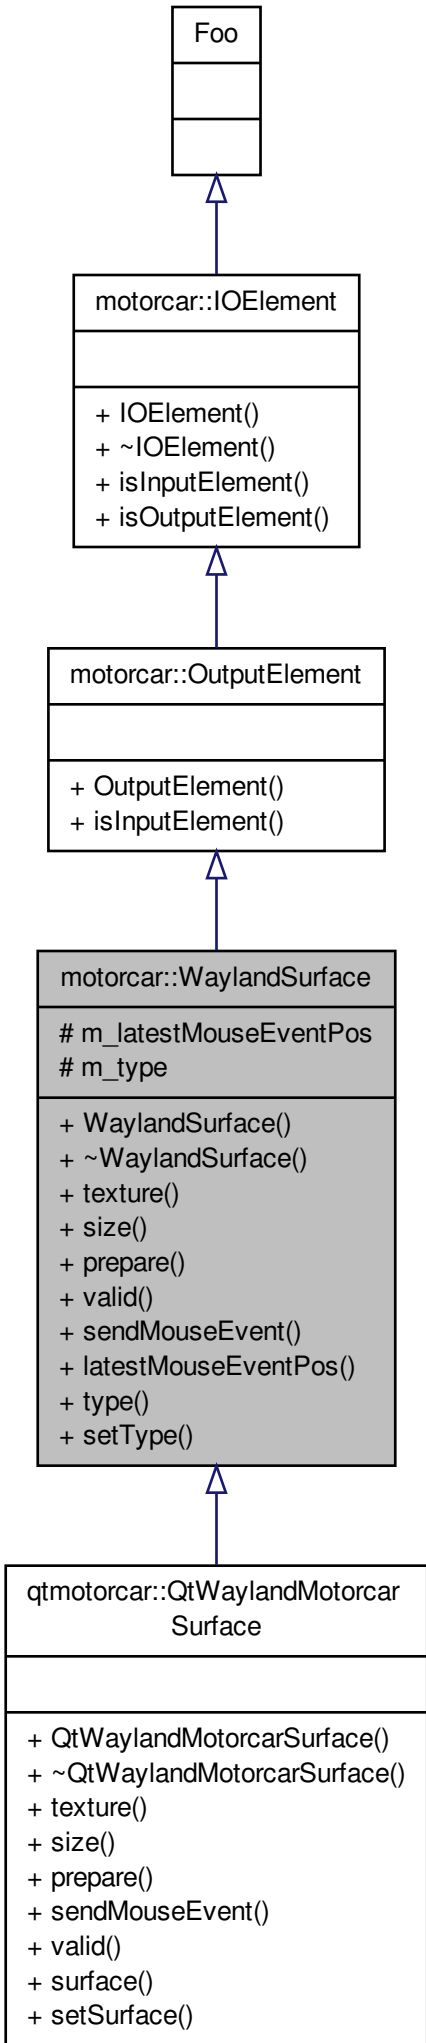 Foo
motorcar::IOElement
+ IOElement()
+ ~IOElement()
+ isInputElement()
+ isOutputElement()
motorcar::OutputElement
+ OutputElement()
+ isInputElement()
motorcar::WaylandSurface
# m_latestMouseEventPos
# m_type
+ WaylandSurface()
+ ~WaylandSurface()
+ texture()
+ size()
+ prepare()
+ valid()
+ sendMouseEvent()
+ latestMouseEventPos()
+ type()
+ setType()
qtmotorcar::QtWaylandMotorcar
Surface
+ QtWaylandMotorcarSurface()
+ ~QtWaylandMotorcarSurface()
+ texture()
+ size()
+ prepare()
+ sendMouseEvent()
+ valid()
+ surface()
+ setSurface()